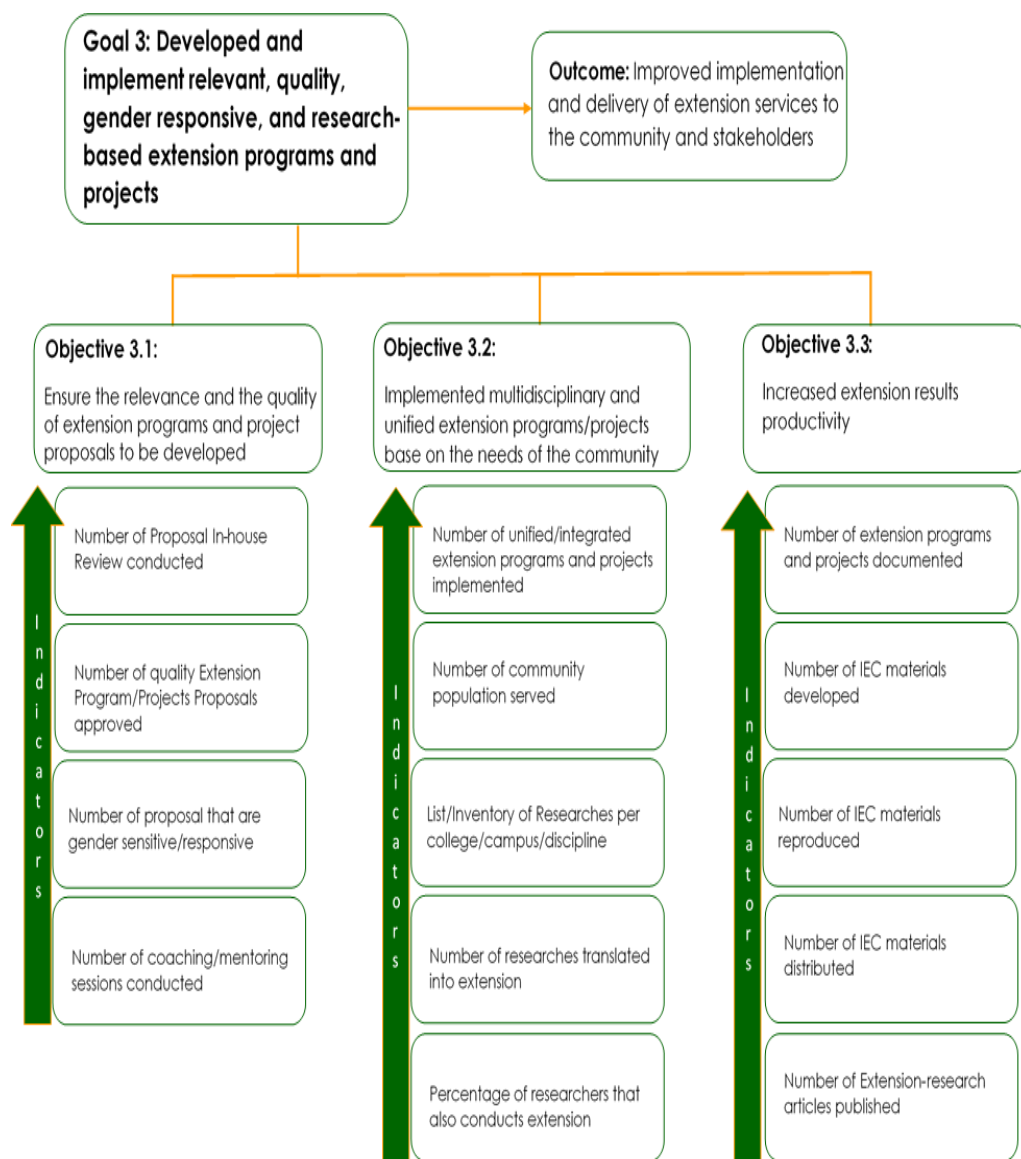 Goal 3: Developed and
implement relevant, quality,
gender responsive, and research-
based extension programs and
projects
Outcome: Improved implementation
and delivery of extension services to
the community and stakeholders
Objective 3.1:
Ensure the relevance and the quality
of extension programs and project
proposals to be developed
Indicators
Number of Proposal In-house
Review conducted
Number of quality Extension
Program/Projects Proposals
approved
Number of proposal that are
gender sensitive/responsive
Number of coaching/mentoring
sessions conducted
Objective 3.2:
Implemented multidisciplinary and
unified extension programs/projects
base on the needs of the community
Indicators
Number of unified/integrated
extension programs and projects
implemented
Number of community
population served
List/Inventory of Researches per
college/campus/discipline
Number of researches translated
into extension
Percentage of researchers that
also conducts extension
Objective 3.3:
Increased extension results
productivity
Indicators
Number of extension programs
and projects documented
Number of IEC materials
developed
Number of IEC materials
reproduced
Number of IEC materials
distributed
Number of Extension-research
articles published